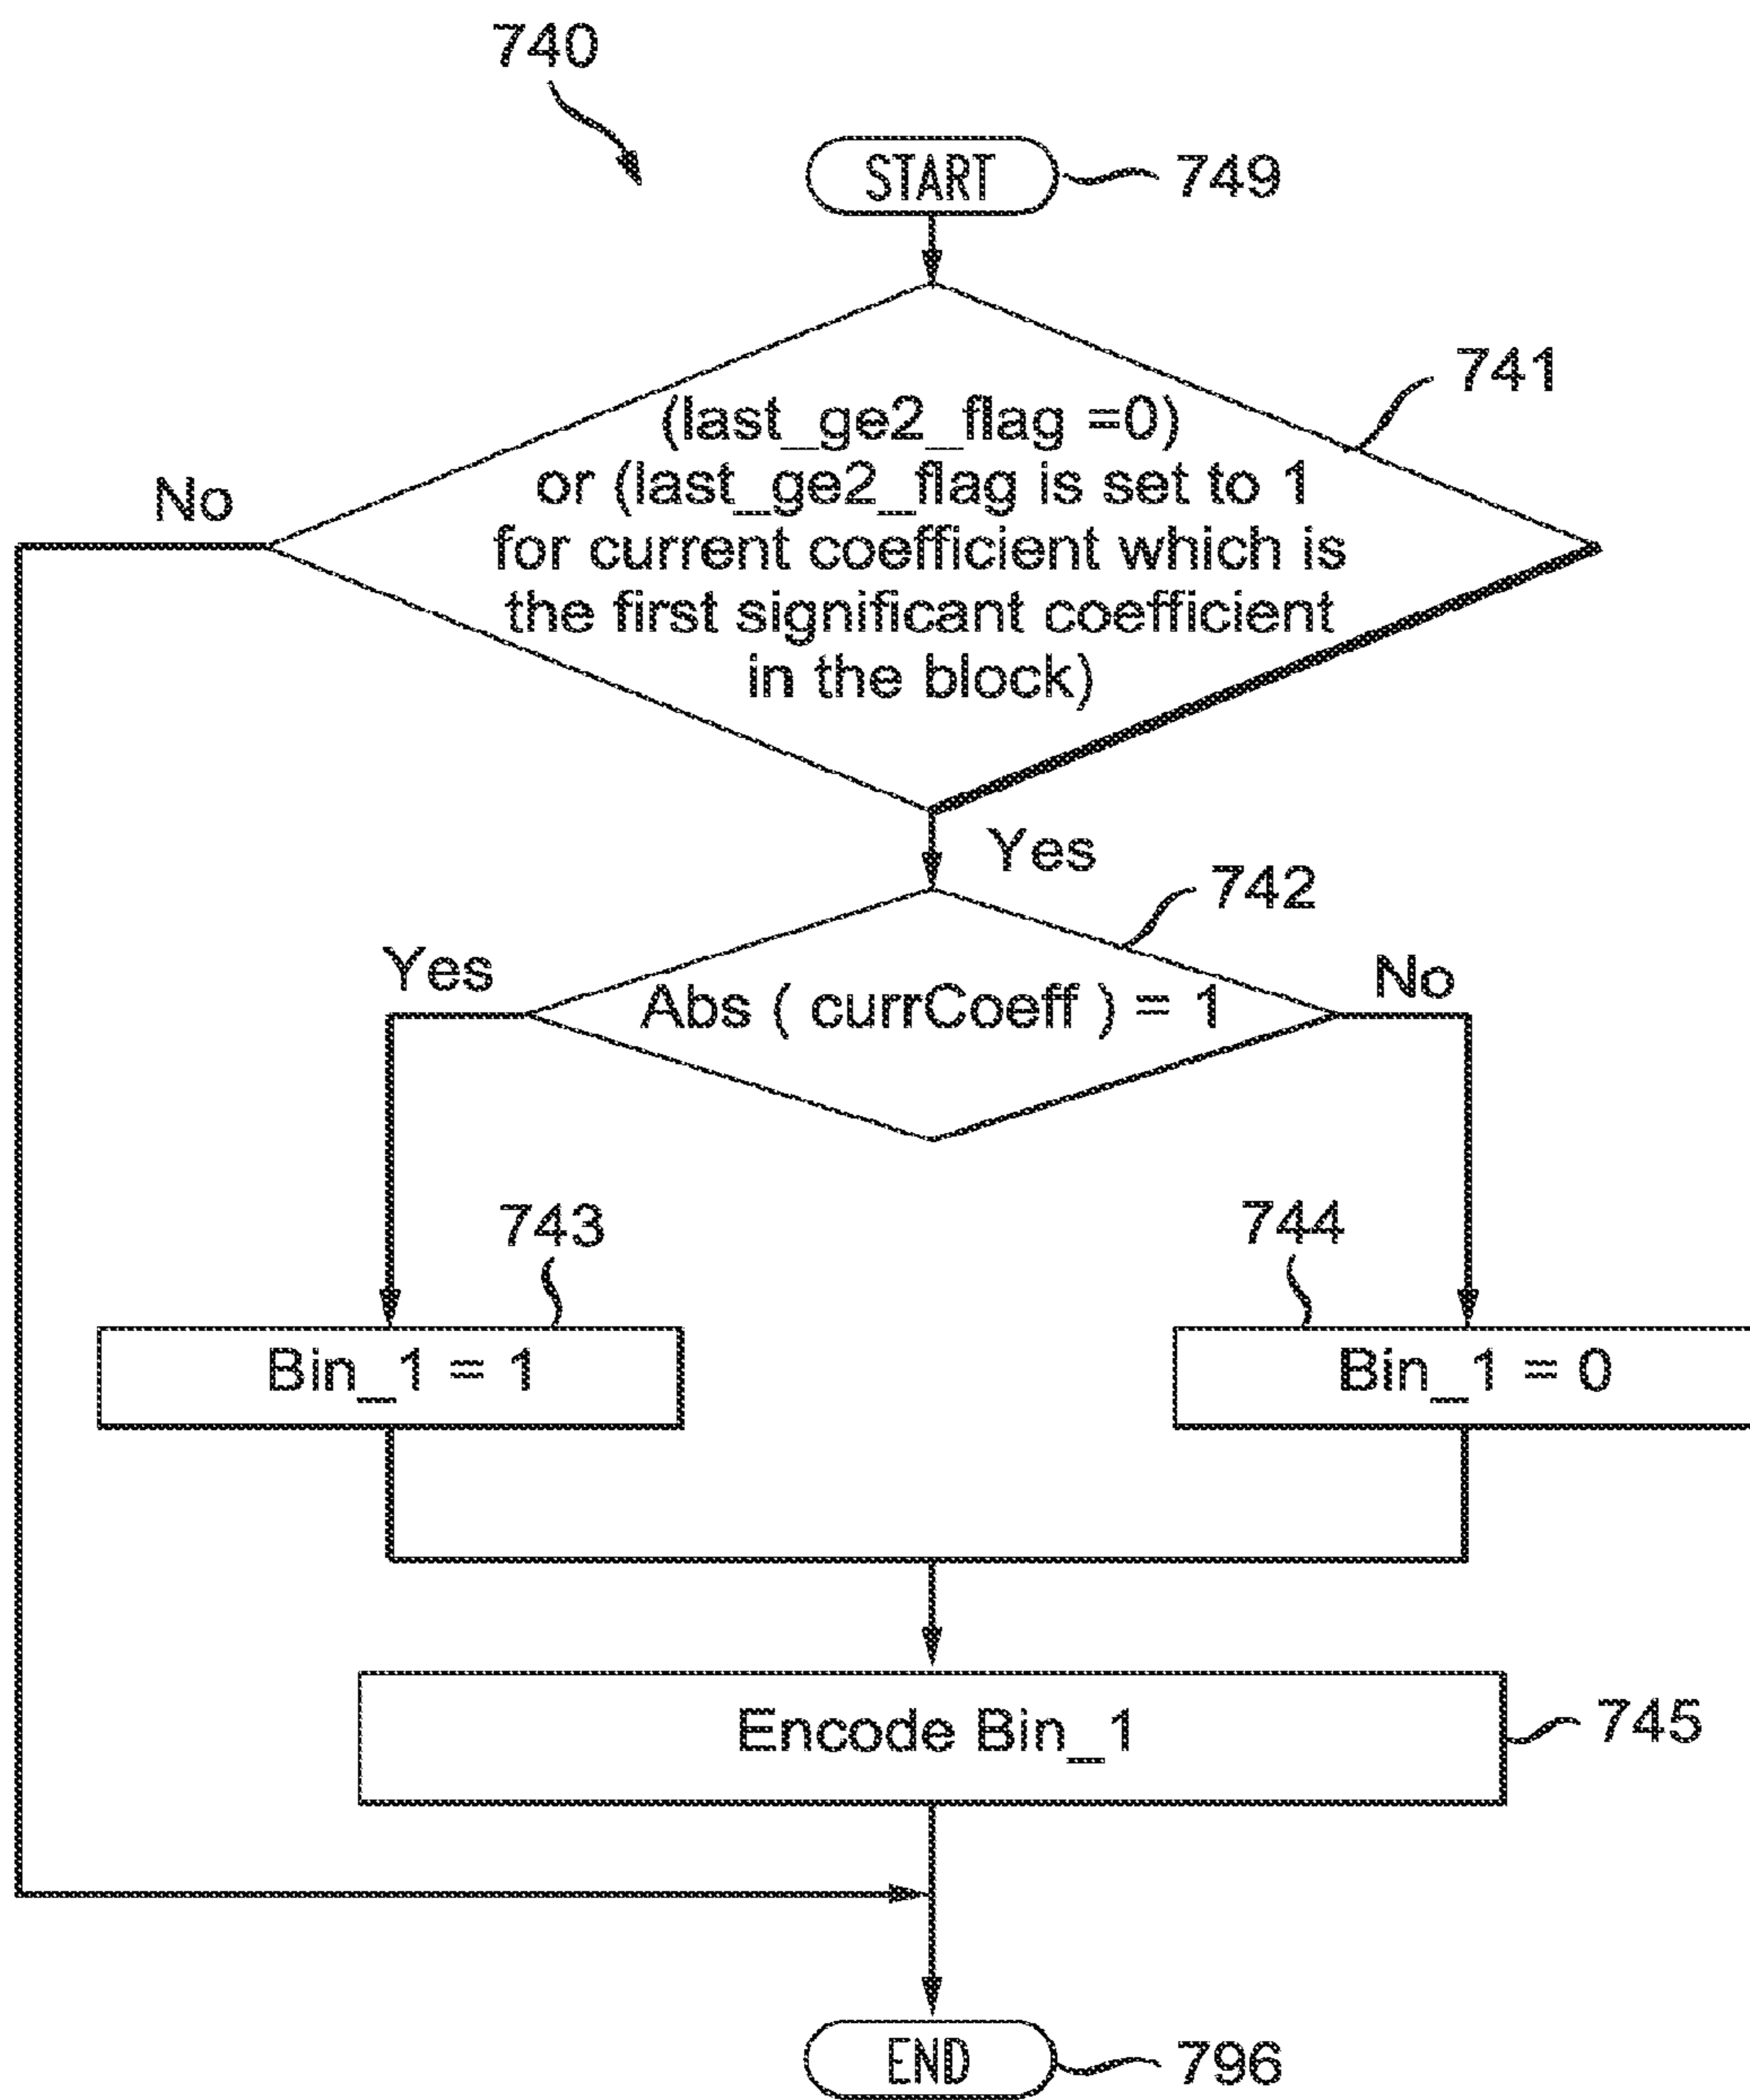 740
START
749
741
(last_ge2_flag =0)
or (last_ge2_flag is set to 1
for current coefficient which is
the first significant coefficient
in the block)
No
Yes
742
Yes
Abs ( currCoeff ) = 1
No
743
744
Bin_1 = 1
Bin_1 = 0
Encode Bin_1
745
END
796